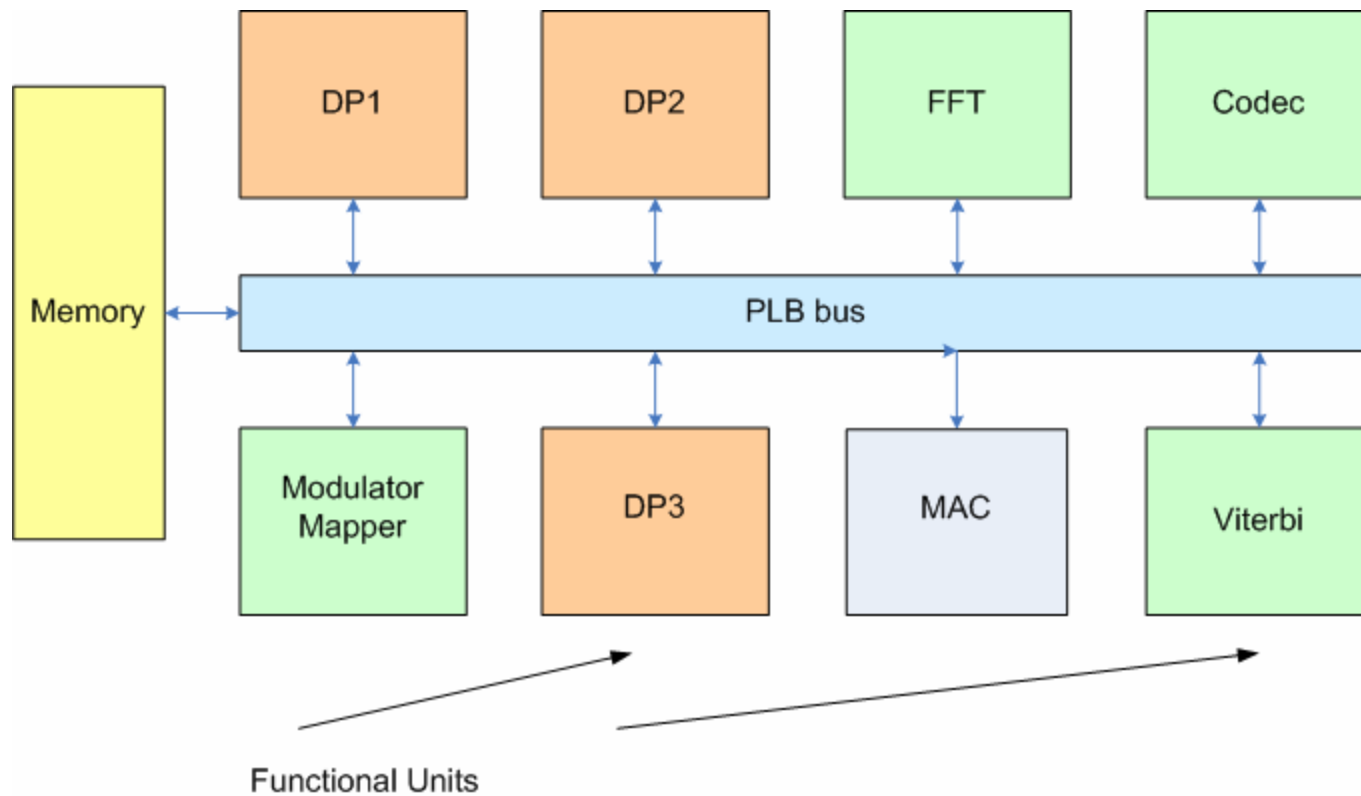 DP1
DP2
FFT
Codec
Memory
PLB bus
Modulator
Mapper
DP3
MAC
Viterbi
Functional Units